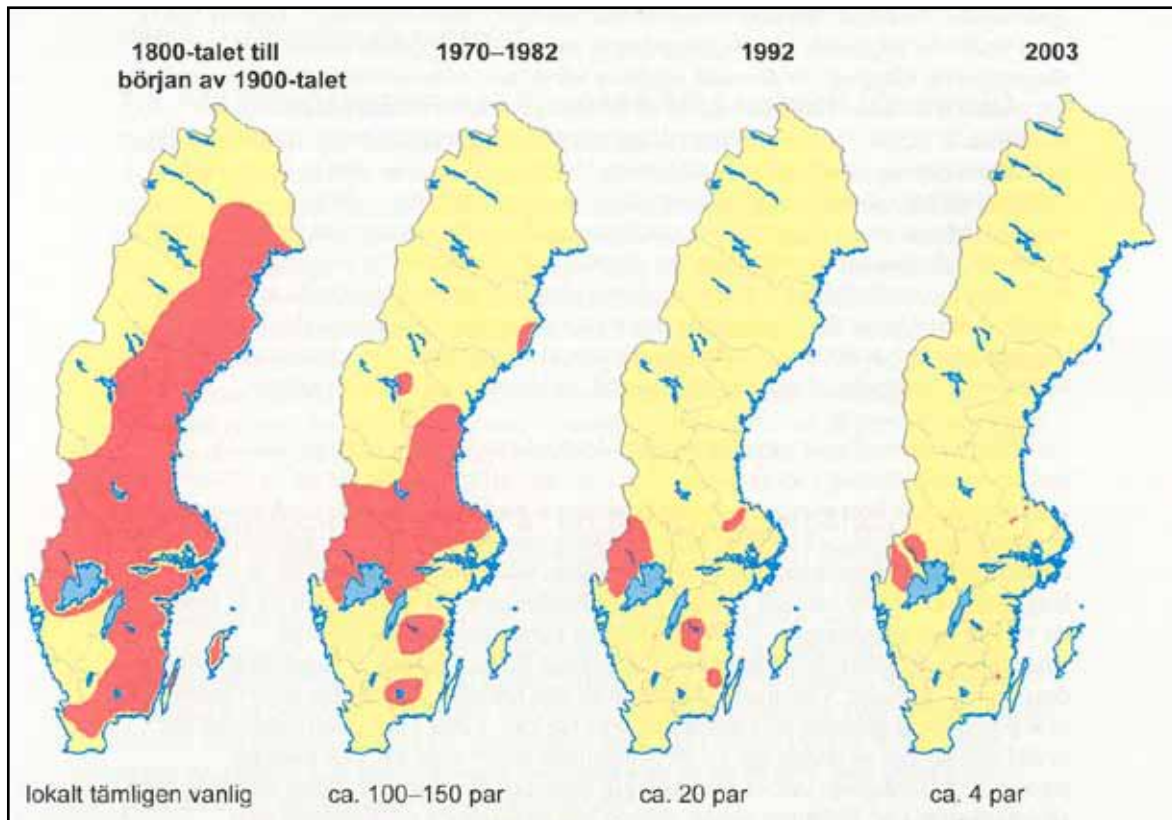 1800-talet till
början av 1900-talet
1970–1982
1992
2003
lokalt tämligen vanlig
ca. 100–150 par
ca. 20 par
ca. 4 par